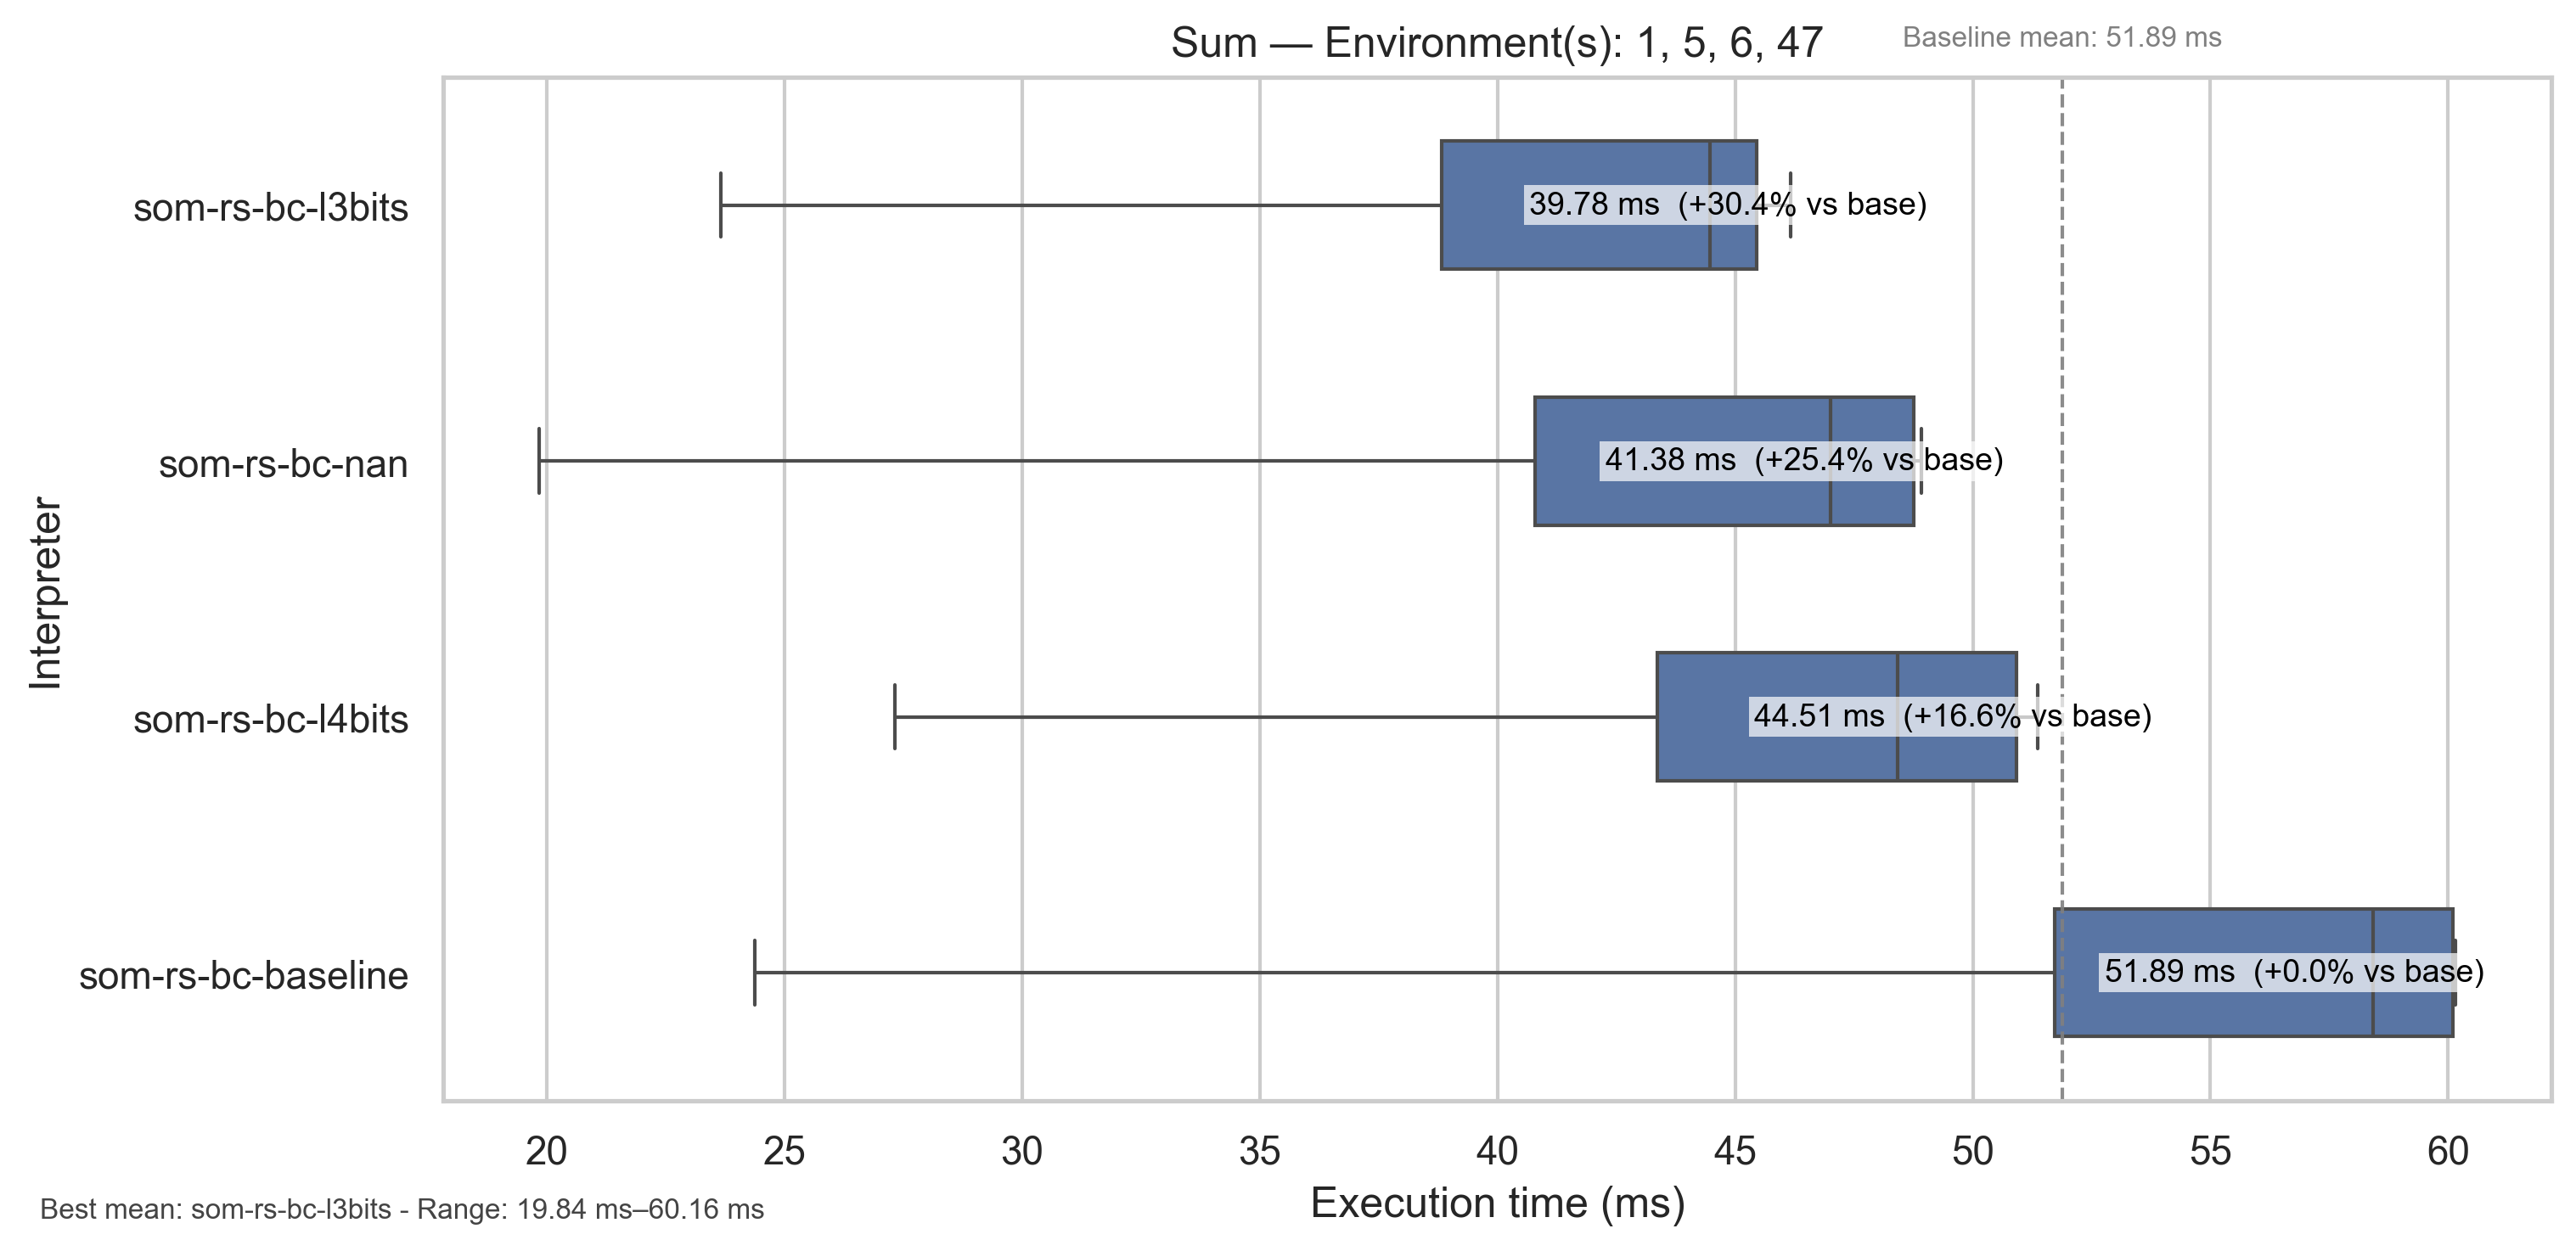 Sum — Environment(s): 1, 5, 6, 47
Baseline mean: 51.89 ms
Interpreter
som-rs-bc-l3bits
39.78 ms  (+30.4% vs base)
som-rs-bc-nan
41.38 ms  (+25.4% vs base)
som-rs-bc-l4bits
44.51 ms  (+16.6% vs base)
som-rs-bc-baseline
51.89 ms  (+0.0% vs base)
20 25 30 35 40 45 50 55 60
Execution time (ms)
Best mean: som-rs-bc-l3bits - Range: 19.84 ms–60.16 ms